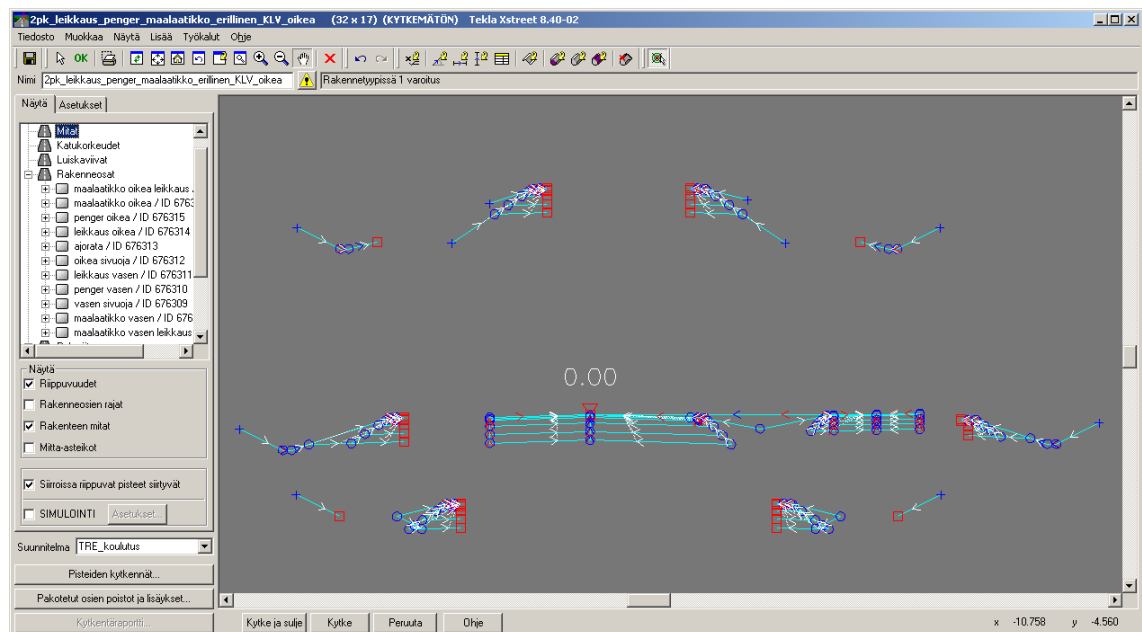 2pk_leikkaus_penger_maalaatikko_erillinen_KLV_oikea (32 x 17) (KYTKEMÄTÖN) Tekla Xstreet 8.40-02
Tiedosto Muokkaa Näytä Lisää Työkalut Ohje
OK
Nimi 2pk_leikkaus_penger_maalaatikko_erillinen_KLV_oikea Rakennetyypissä 1 varoitus
Näytä Asetukset
Mitat
Katukorkeudet
Luiskaviivat
Rakenneosat
maalaatikko oikea leikkaus
maalaatikko oikea / ID 6763
penger oikea / ID 676315
leikkaus oikea / ID 676314
ajorata / ID 676313
oikea sivuoja / ID 676312
leikkaus vasen / ID 676311
penger vasen / ID 676310
vasen sivuoja / ID 676309
maalaatikko vasen / ID 676
maalaatikko vasen leikkaus
0.00
Näytä
Riippuvuudet
Rakenneosien rajat
Rakenteen mitat
Mitta-asteikot
Siirroissa riippuvat pisteet siirtyvät
SIMULOINTI Asetukset...
Suunnitelma TRE_koulutus
Pisteiden kytkennät...
Pakotetut osien poistot ja lisäykset...
Kytkentäraportti... Kytke ja sulje Kytke Peruuta Ohje x -10.758 y -4.560